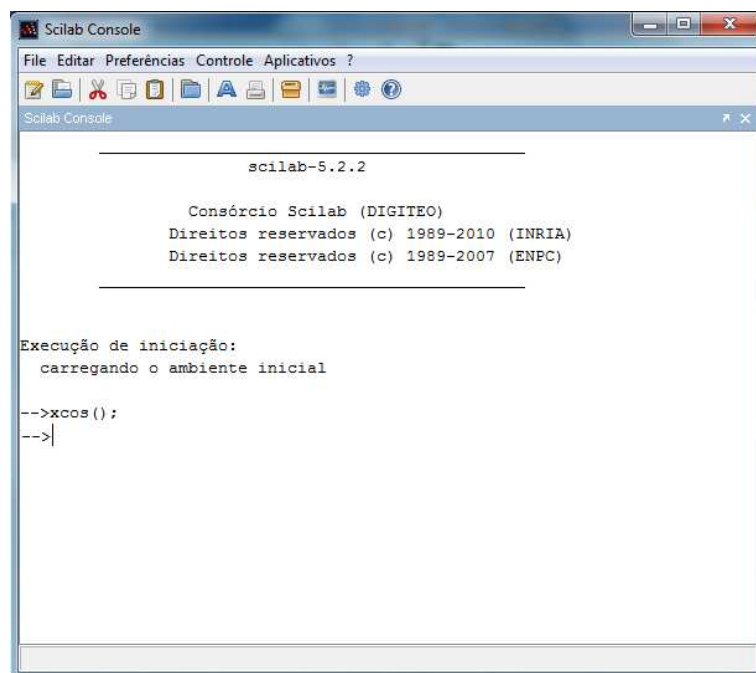 Scilab Console
File Editar Preferências Controle Aplicativos ?
Scilab Console
scilab-5.2.2
Consórcio Scilab (DIGITEO)
Direitos reservados (c) 1989-2010 (INRIA)
Direitos reservados (c) 1989-2007 (ENPC)
Execução de iniciação:
carregando o ambiente inicial
-->xcos();
-->